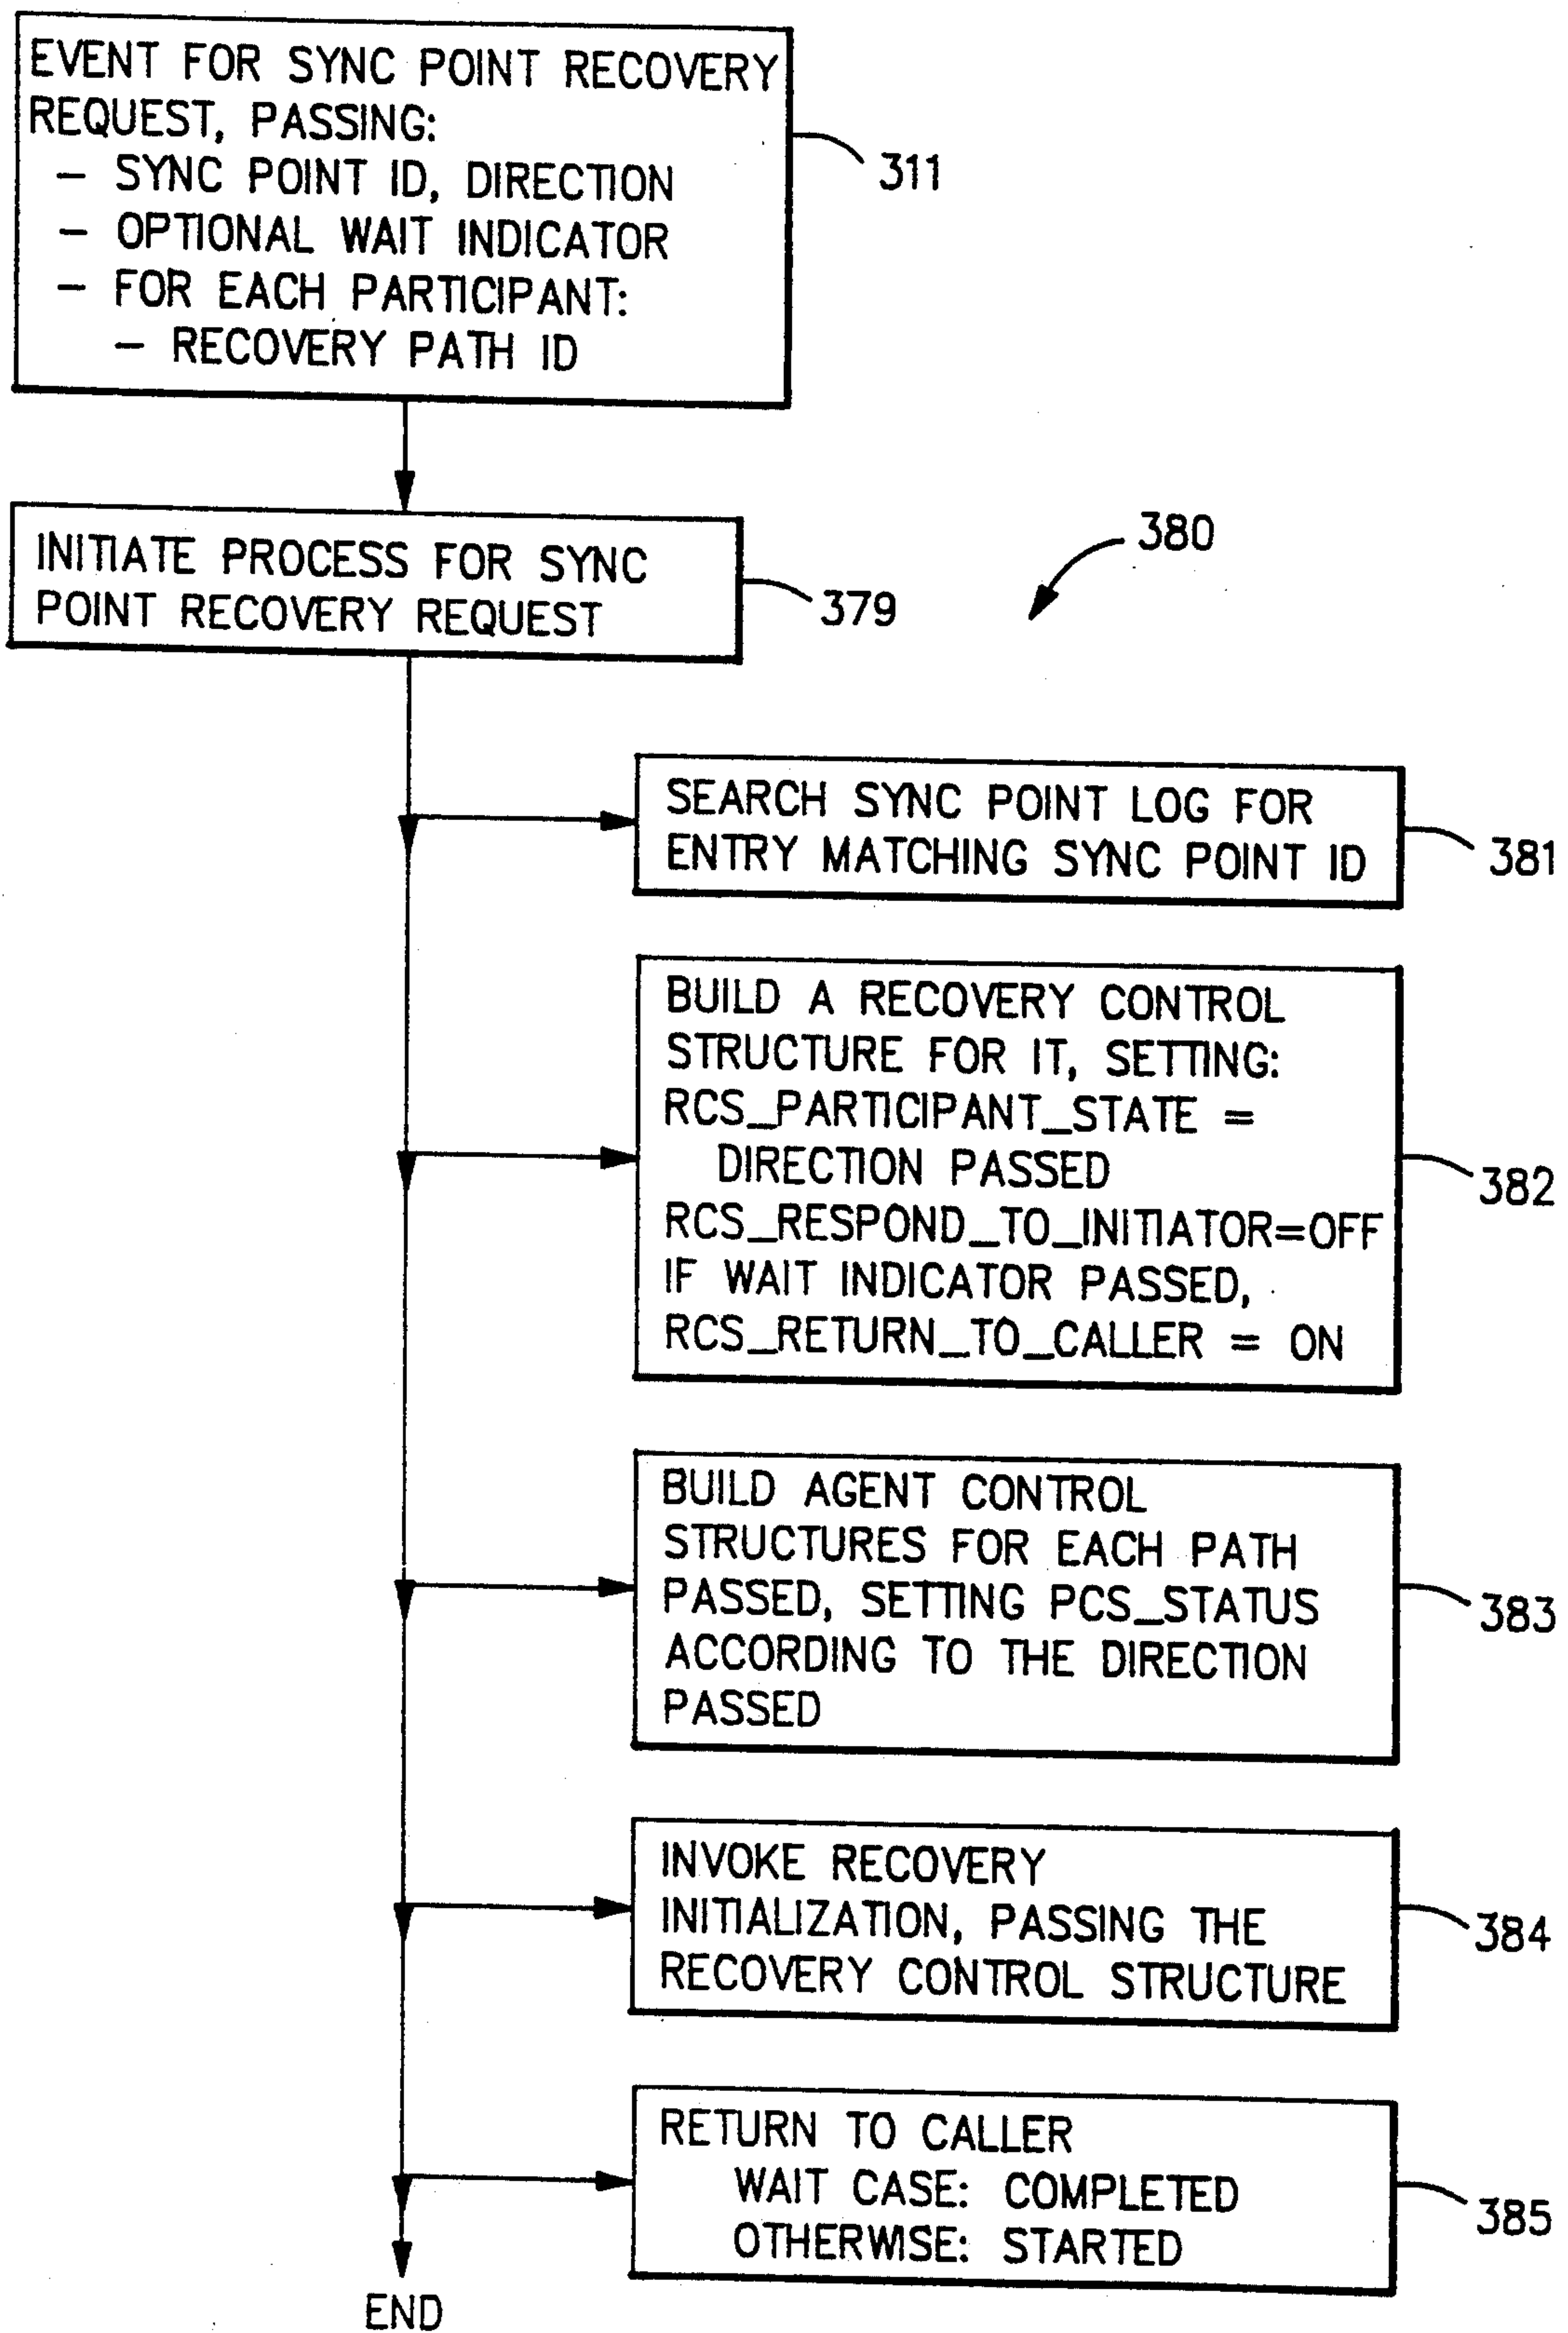 EVENT FOR SYNC POINT RECOVERY
REQUEST, PASSING:
– SYNC POINT ID, DIRECTION
– OPTIONAL WAIT INDICATOR
– FOR EACH PARTICIPANT:
– RECOVERY PATH ID
311
INITIATE PROCESS FOR SYNC
POINT RECOVERY REQUEST
379
380
SEARCH SYNC POINT LOG FOR
ENTRY MATCHING SYNC POINT ID
381
BUILD A RECOVERY CONTROL
STRUCTURE FOR IT, SETTING:
RCS_PARTICIPANT_STATE =
DIRECTION PASSED
RCS_RESPOND_TO_INITIATOR=OFF
IF WAIT INDICATOR PASSED,
RCS_RETURN_TO_CALLER = ON
382
BUILD AGENT CONTROL
STRUCTURES FOR EACH PATH
PASSED, SETTING PCS_STATUS
ACCORDING TO THE DIRECTION
PASSED
383
INVOKE RECOVERY
INITIALIZATION, PASSING THE
RECOVERY CONTROL STRUCTURE
384
RETURN TO CALLER
WAIT CASE: COMPLETED
OTHERWISE: STARTED
385
END